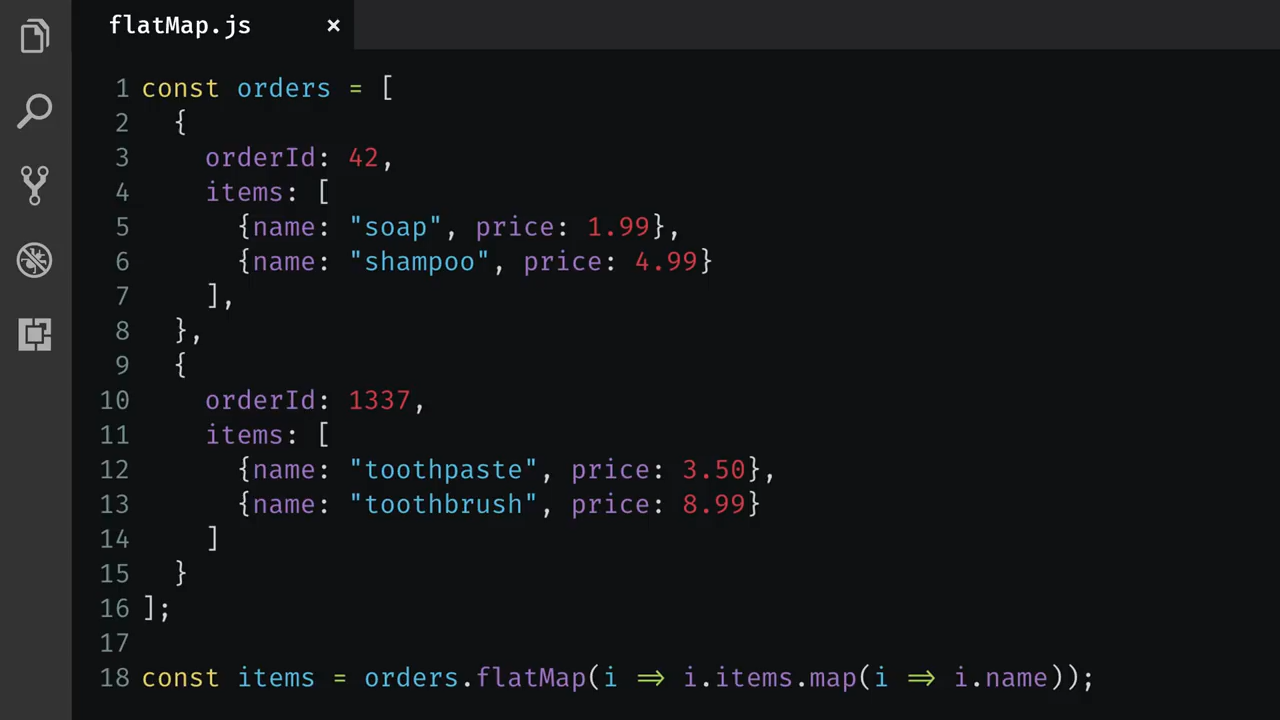 flatMap.js ×
1 const orders = [
2   {
3     orderId: 42,
4     items: [
5       {name: "soap", price: 1.99},
6       {name: "shampoo", price: 4.99}
7     ],
8   },
9   {
10     orderId: 1337,
11     items: [
12       {name: "toothpaste", price: 3.50},
13       {name: "toothbrush", price: 8.99}
14     ]
15   }
16 ];
17
18 const items = orders.flatMap(i => i.items.map(i => i.name));